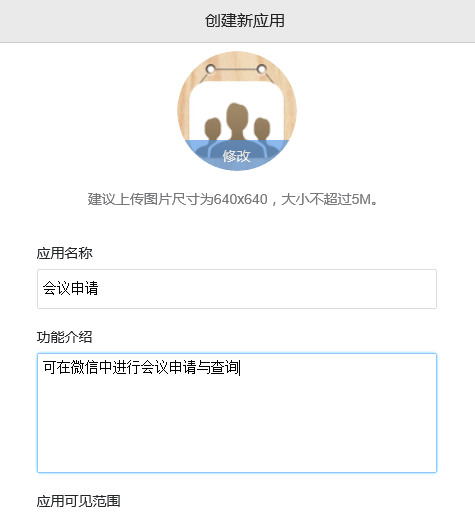 创建新应用
修改
建议上传图片尺寸为640x640，大小不超过5M。
应用名称
会议申请
功能介绍
可在微信中进行会议申请与查询
应用可见范围